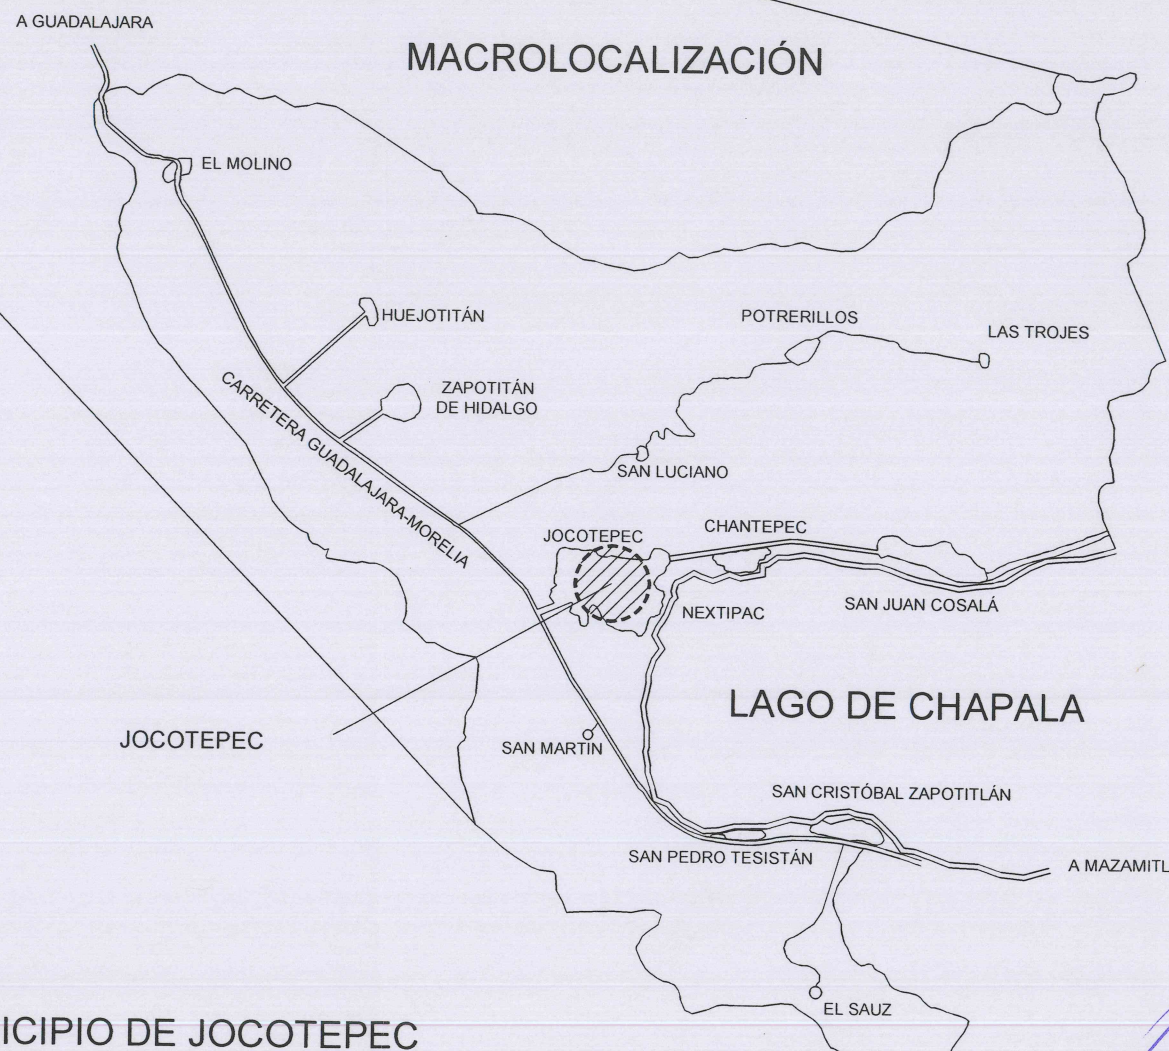 A GUADALAJARA
MACROLOCALIZACIÓN
EL MOLINO
HUEJOTITÁN
POTRERILLOS
LAS TROJES
ZAPOTITÁN
DE HIDALGO
CARRETERA GUADALAJARA-MORELIA
SAN LUCIANO
CHANTEPEC
JOCOTEPEC
SAN JUAN COSALÁ
NEXTIPAC
LAGO DE CHAPALA
JOCOTEPEC
SAN MARTÍN
SAN CRISTÓBAL ZAPOTITLÁN
SAN PEDRO TESISTÁN
A MAZAMITL
EL SAUZ
ICIPIO DE JOCOTEPEC